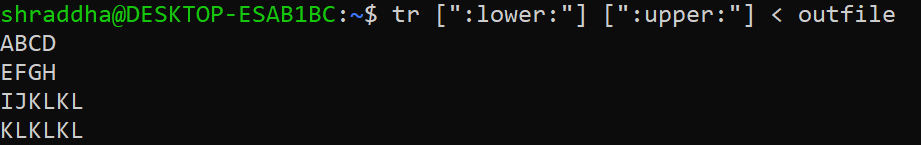 shraddha@DESKTOP-ESAB1BC:~$ tr [":lower:"] [":upper:"] < outfile
ABCD
EFGH
IJKLKL
KLKLKL